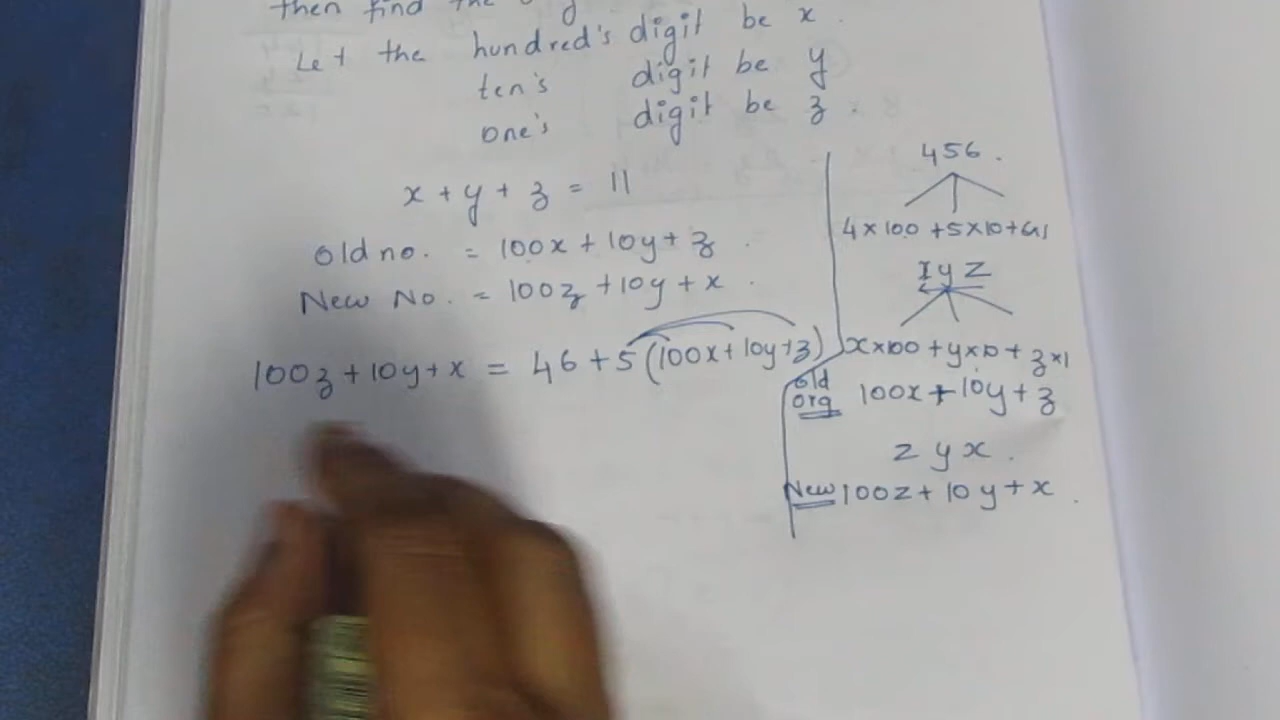 then find the
Let the hundred's digit be x.
ten's digit be y
one's digit be z.
x + y + z = 11
old no. = 100x + 10y + z.
New No. = 100z + 10y + x.
100z + 10y + x = 46 + 5(100x + 10y + z)
456.
4×100 + 5×10 + 6×1
x y z
x×100 + y×10 + z×1
old
org 100x + 10y + z
z y x.
New 100z + 10y + x.